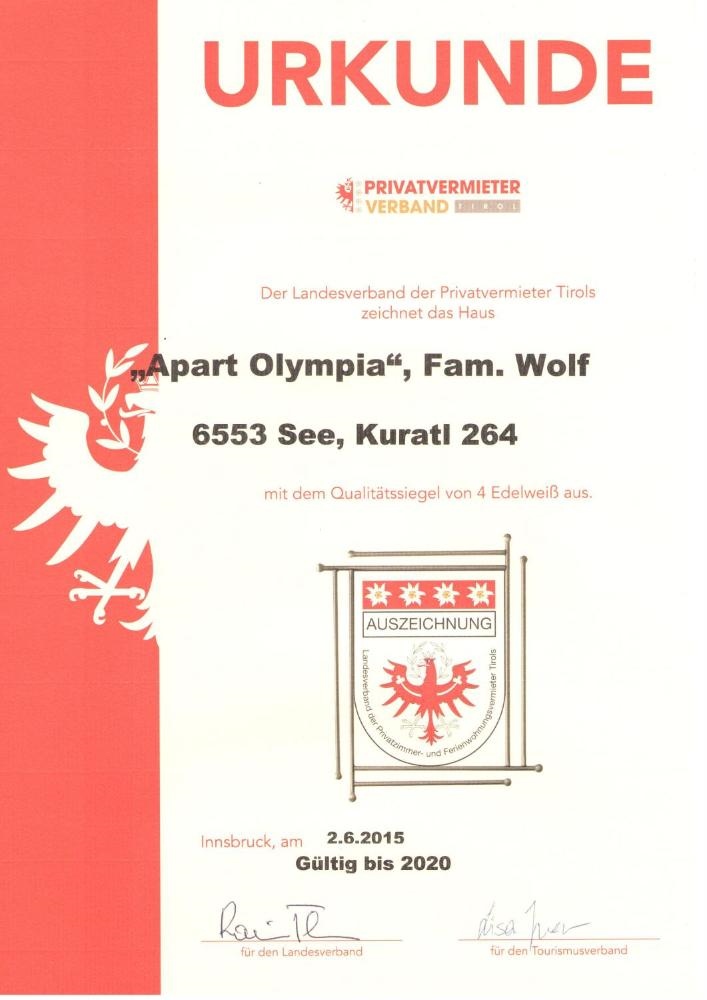 URKUNDE
PRIVATVERMIETER
VERBAND TIROL
Der Landesverband der Privatvermieter Tirols
zeichnet das Haus
„Apart Olympia“, Fam. Wolf
6553 See, Kuratl 264
mit dem Qualitätssiegel von 4 Edelweiß aus.
AUSZEICHNUNG
Landesverband der Privatzimmer- und Ferienwohnungsvermieter Tirols
Innsbruck, am 2.6.2015
Gültig bis 2020
für den Landesverband
für den Tourismusverband